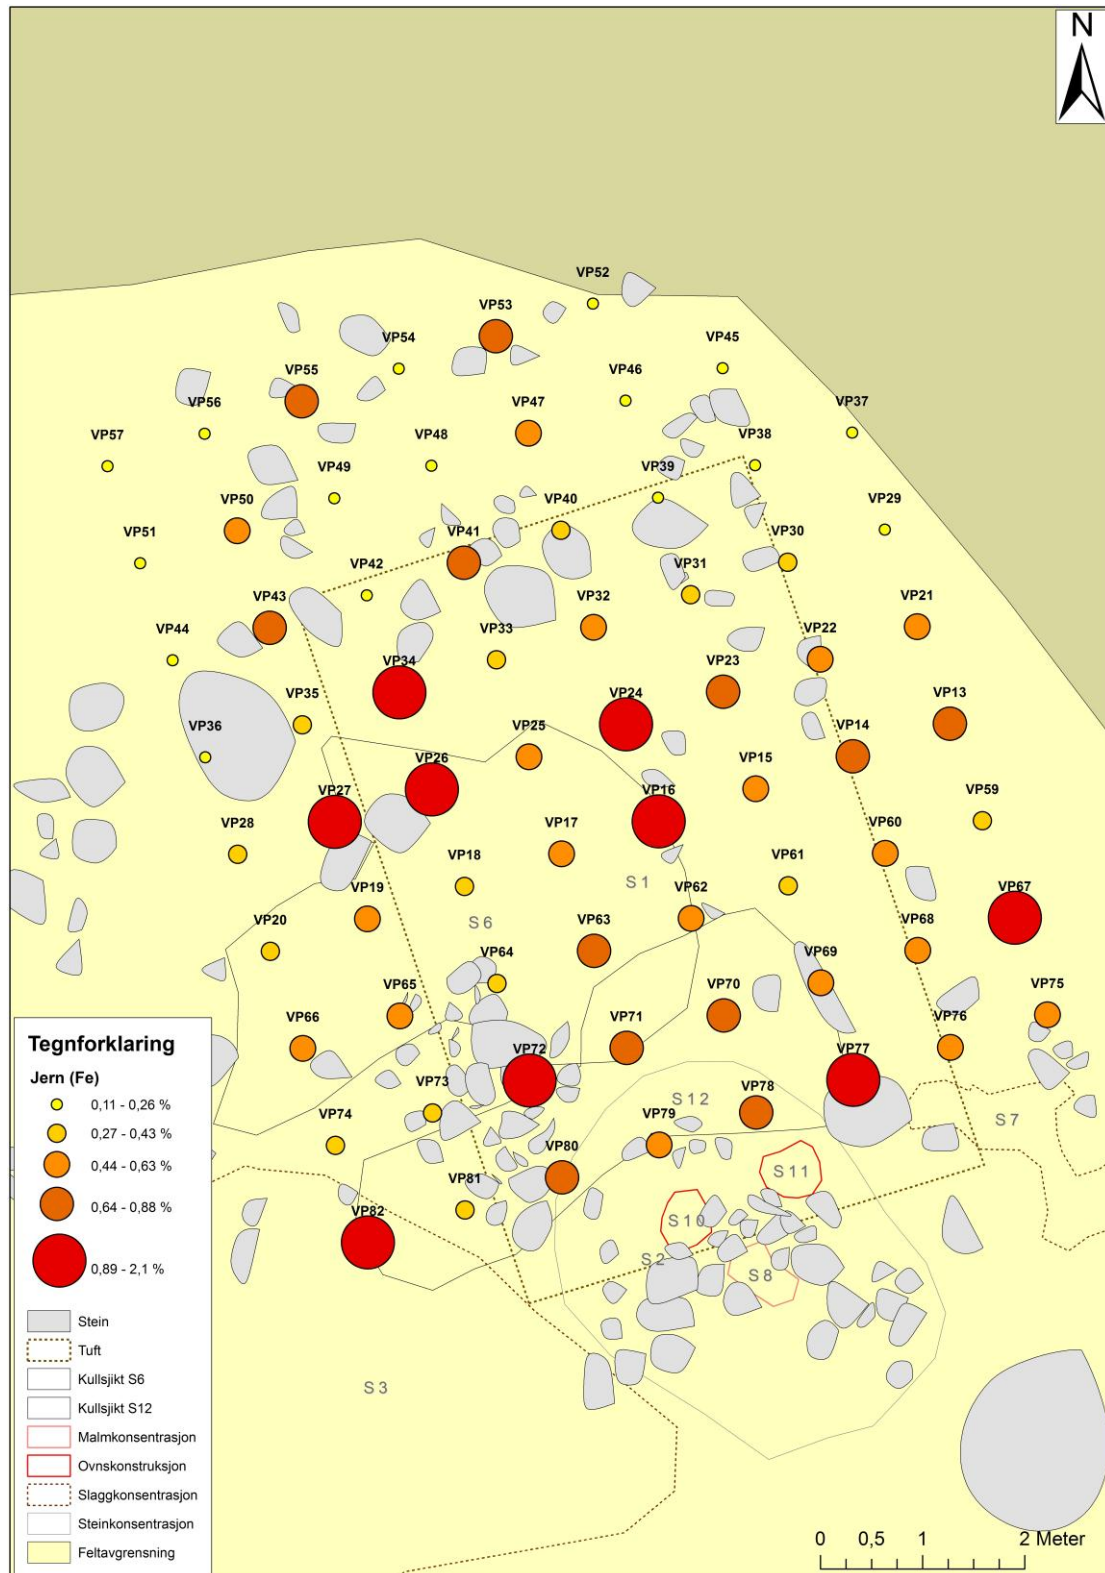 N
VP52
VP53
VP54
VP45
VP55
VP46
VP56
VP47
VP37
VP57
VP48
VP38
VP49
VP39
VP50
VP40
VP29
VP51
VP41
VP30
VP42
VP31
VP43
VP32
VP21
VP44
VP33
VP22
VP34
VP23
VP35
VP24
VP13
VP36
VP25
VP14
VP26
VP15
VP27
VP16
VP59
VP28
VP17
VP60
VP18
S 1
VP61
VP19
VP62
VP67
VP20
S 6
VP63
VP68
VP64
VP69
VP65
VP70
VP75
VP66
VP71
VP76
VP72
VP77
VP73
S 12
VP78
S 7
VP74
VP79
VP80
S 11
VP81
VP82
S 10
S 2
S 8
S 3
Tegnforklaring
Jern (Fe)
0,11 - 0,26 %
0,27 - 0,43 %
0,44 - 0,63 %
0,64 - 0,88 %
0,89 - 2,1 %
Stein
Tuft
Kullsjikt S6
Kullsjikt S12
Malmkonsentrasjon
Ovnskonstruksjon
Slaggkonsentrasjon
Steinkonsentrasjon
Feltavgrensning
0 0,5 1 2 Meter